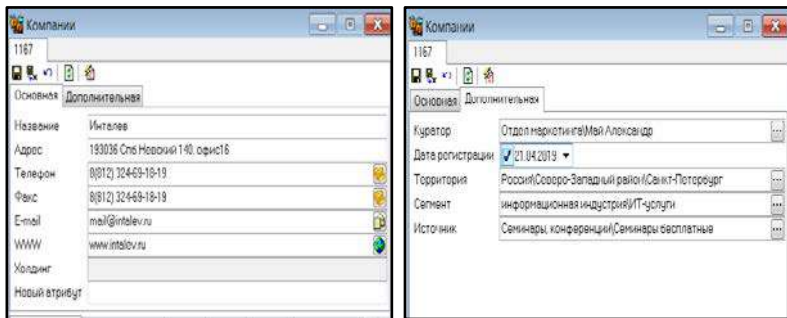 Компании
1167
Основная Дополнительная
Название Инталев
Адрес 193036 Спб Невский 140, офис16
Телефон 8(812) 324-69-18-19
Факс 8(812) 324-69-18-19
E-mail mail@intalev.ru
WWW www.intalev.ru
Холдинг
Новый атрибут
Компании
1167
Основная Дополнительная
Куратор Отдел маркетинга\Май Александр
Дата регистрации 21.04.2019
Территория Россия\Северо-Западный район\Санкт-Петербург
Сегмент информационная индустрия\ИТ-услуги
Источник Семинары, конференции\Семинары бесплатные